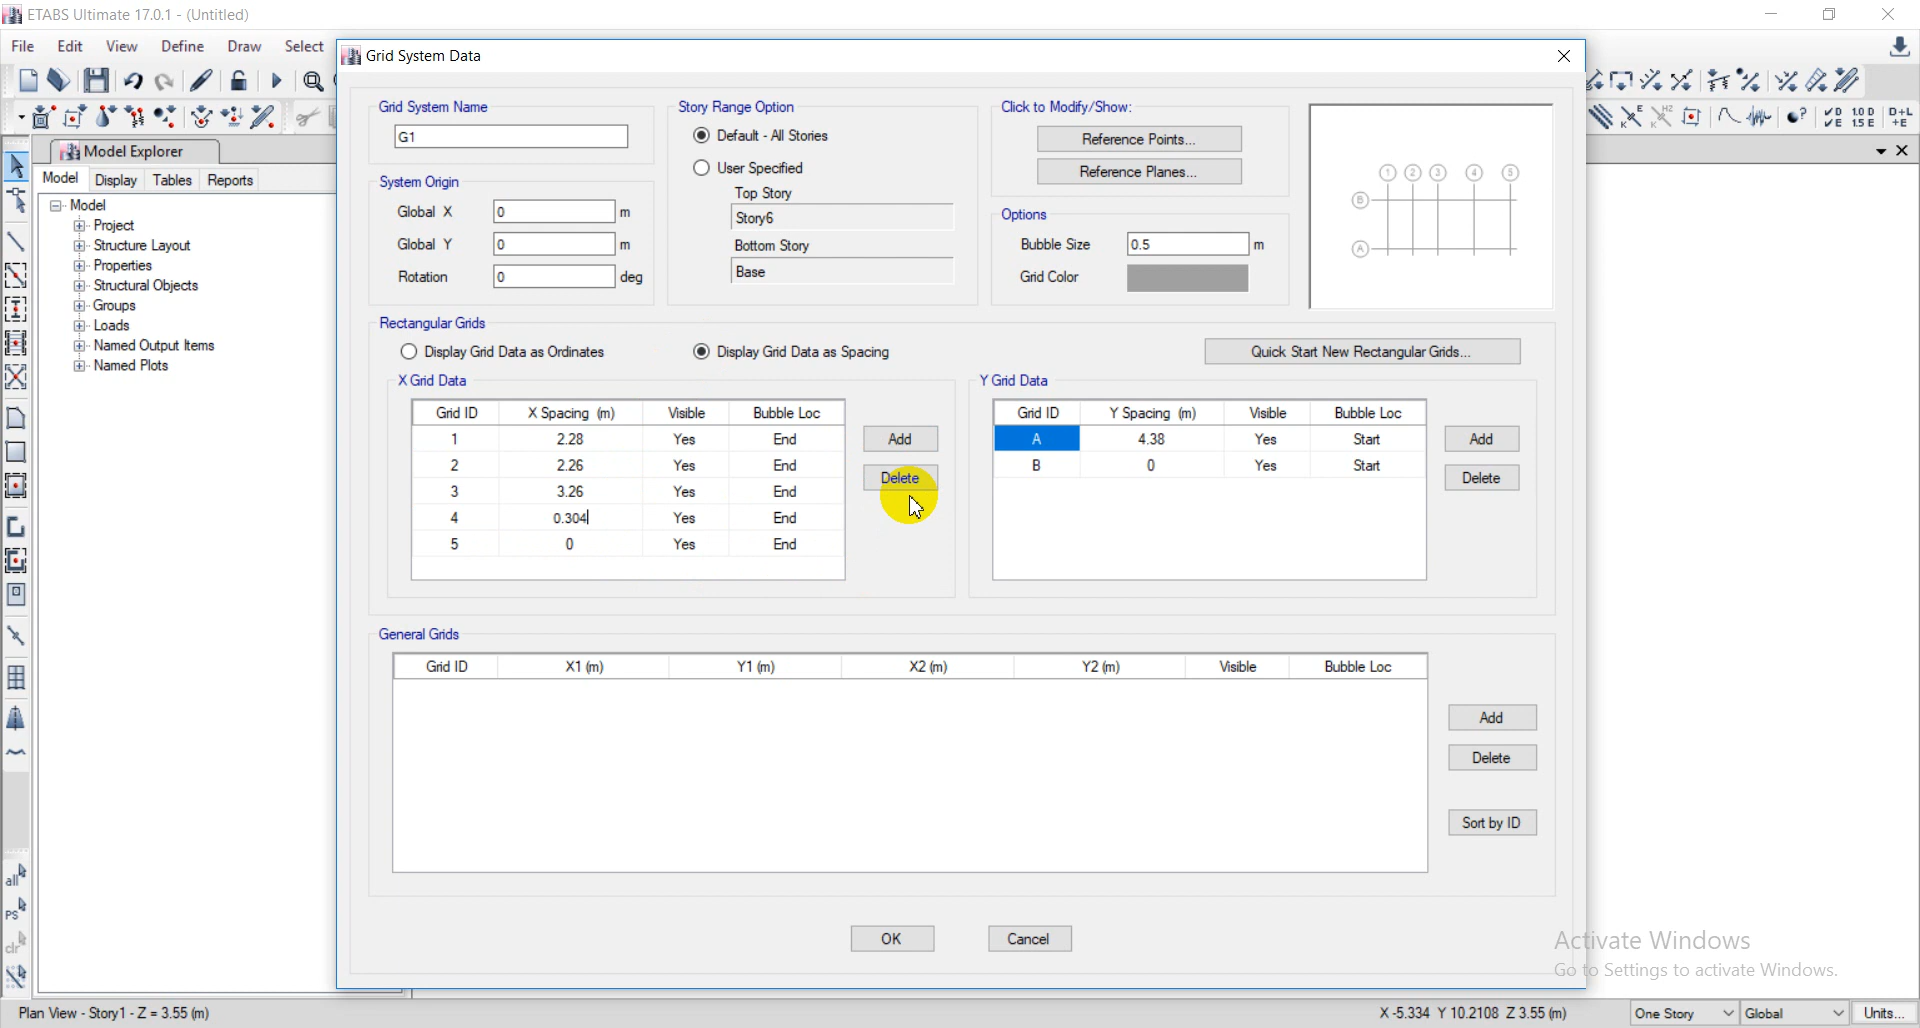 ETABS Ultimate 17.0.1 - (Untitled)
File Edit View Define Draw Select
Grid System Data
Model Explorer
Model Display Tables Reports
Model
Project
Structure Layout
Properties
Structural Objects
Groups
Loads
Named Output Items
Named Plots
Grid System Name
G1
System Origin
Global X 0 m
Global Y 0 m
Rotation 0 deg
Story Range Option
Default - All Stories
User Specified
Top Story
Story6
Bottom Story
Base
Click to Modify/Show:
Reference Points...
Reference Planes...
Options
Bubble Size 0.5 m
Grid Color
1 2 3 4 5
B
A
Rectangular Grids
Display Grid Data as Ordinates Display Grid Data as Spacing Quick Start New Rectangular Grids...
X Grid Data
Grid ID X Spacing (m) Visible Bubble Loc
1 2.28 Yes End
2 2.26 Yes End
3 3.26 Yes End
4 0.304 Yes End
5 0 Yes End
Add
Delete
Y Grid Data
Grid ID Y Spacing (m) Visible Bubble Loc
A 4.38 Yes Start
B 0 Yes Start
Add
Delete
General Grids
Grid ID X1 (m) Y1 (m) X2 (m) Y2 (m) Visible Bubble Loc
Add
Delete
Sort by ID
OK Cancel
all
PS
clr
Activate Windows
Go to Settings to activate Windows.
Plan View - Story1 - Z = 3.55 (m) X -5.334 Y 10.2108 Z 3.55 (m) One Story Global Units...